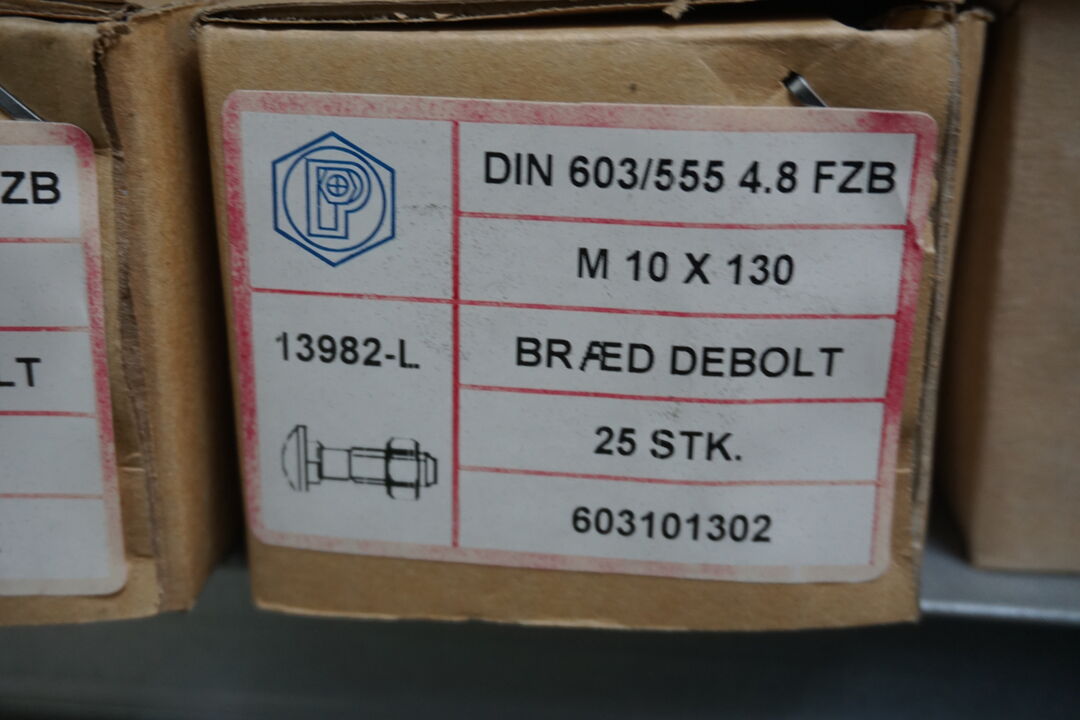 ZB
LT
P
DIN 603/555 4.8 FZB
M 10 X 130
13982-L
BRÆD DEBOLT
25 STK.
603101302